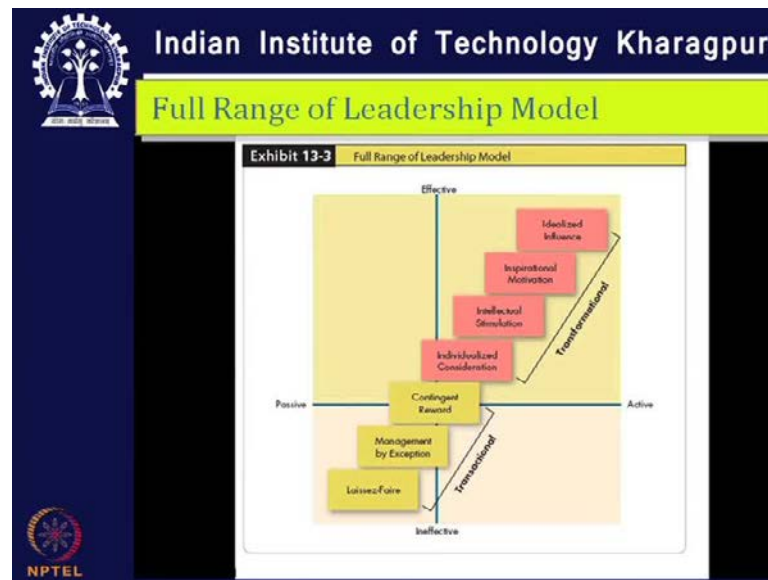 Indian Institute of Technology Kharagpur
Full Range of Leadership Model
Exhibit 13-3 Full Range of Leadership Model
Effective
Idealized
Influence
Inspirational
Motivation
Intellectual
Stimulation
Individualized
Consideration
Transformational
Contingent
Reward
Passive
Active
Management
by Exception
Laissez-Faire
Transactional
Ineffective
NPTEL